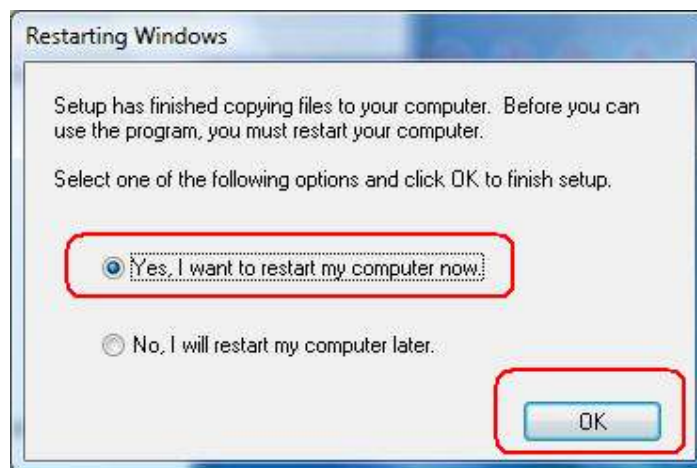 Restarting Windows
Setup has finished copying files to your computer.  Before you can
use the program, you must restart your computer.
Select one of the following options and click OK to finish setup.
Yes, I want to restart my computer now.
No, I will restart my computer later.
OK